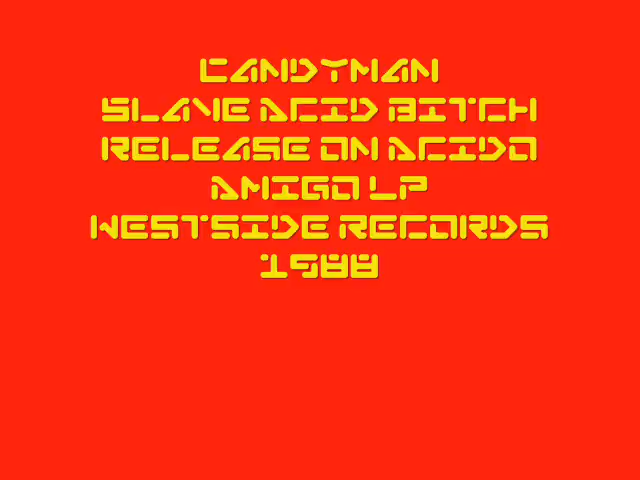 CANDYMAN
SLAVE ACID BITCH
RELEASE ON ACIDO
AMIGO LP
WESTSIDE RECORDS
1988